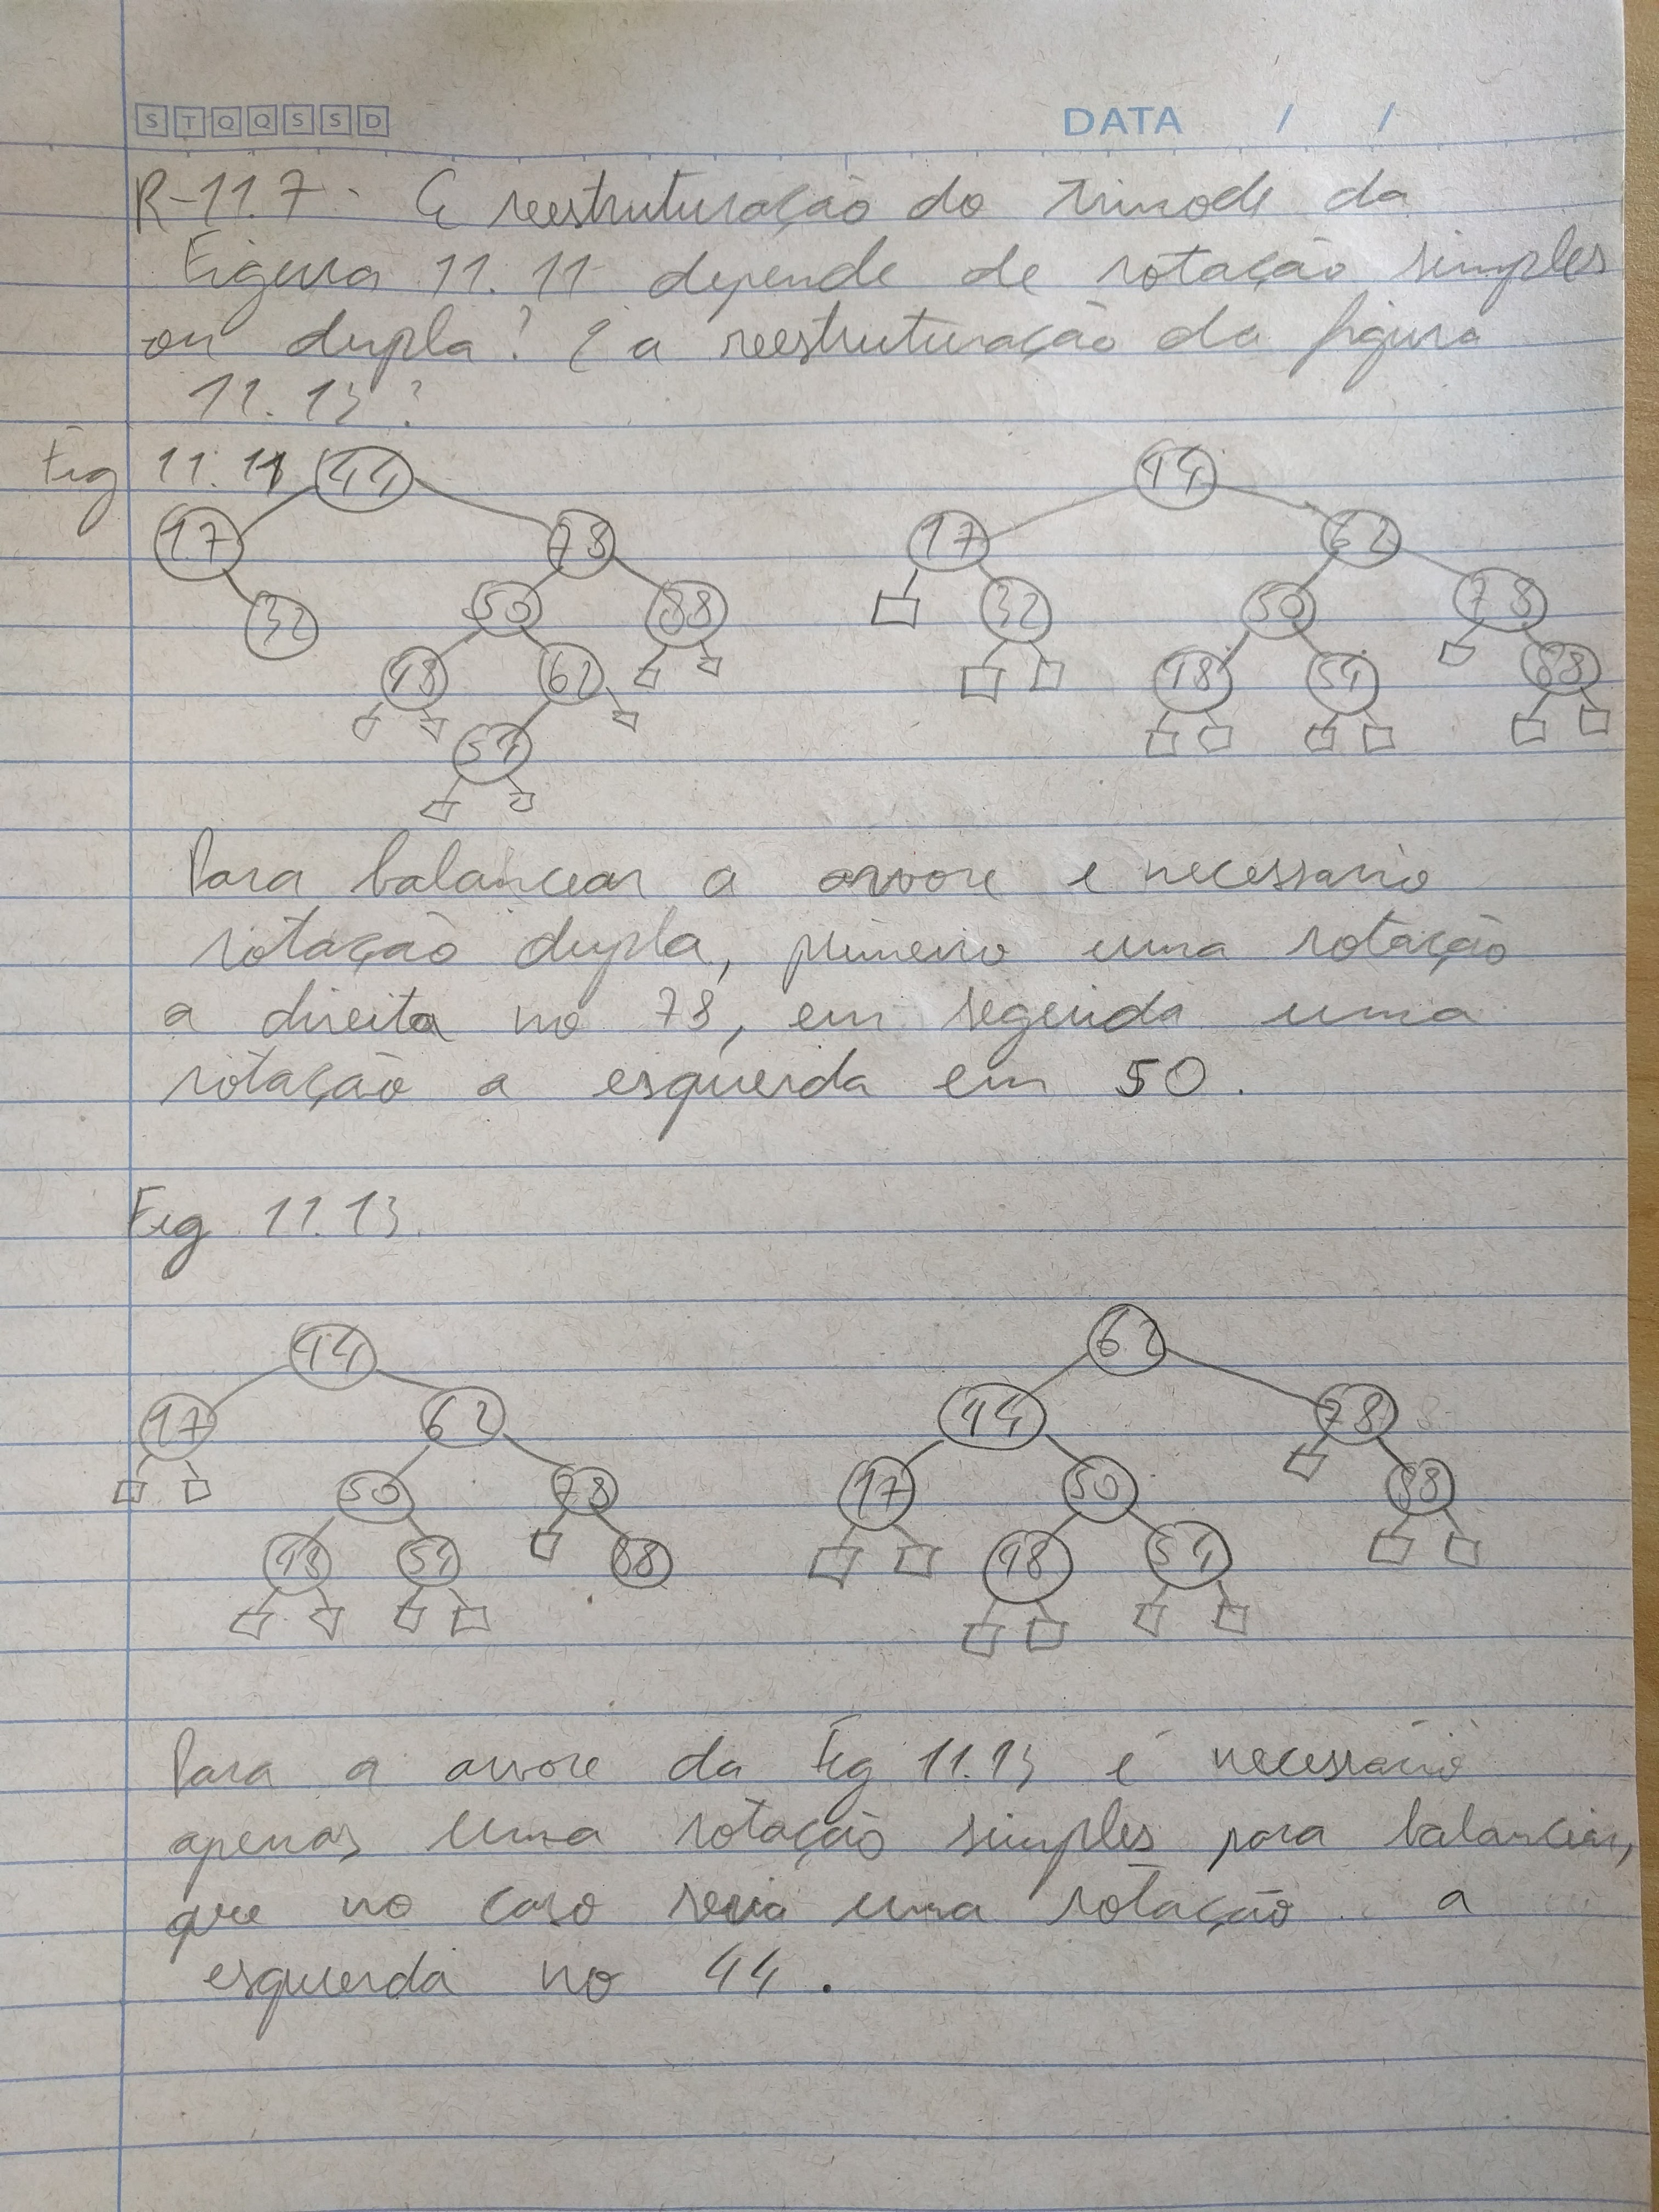 S T Q Q S S D
DATA / /
R-11.7. A reestruturação do trinode da
Figura 11.11 depende de rotação simples
ou dupla? E a reestruturação da figura
11.13?
Fig 11.11 44 44
17 78 17 62
32 50 88 32 50 78
48 62 48 54 88
54
Para balancear a arvore e necessario
rotação dupla, primeiro uma rotação
a direita no 78, em segenda uma
rotação a esquerda em 50.
Fig 11.13.
44 62
17 62 44 78
50 78 17 50 88
48 54 88 48 54
Para a arvore da Fig 11.13 é necessário
apenas uma rotação simples para balancear,
que no caso seria uma rotação a
esquerda no 44.